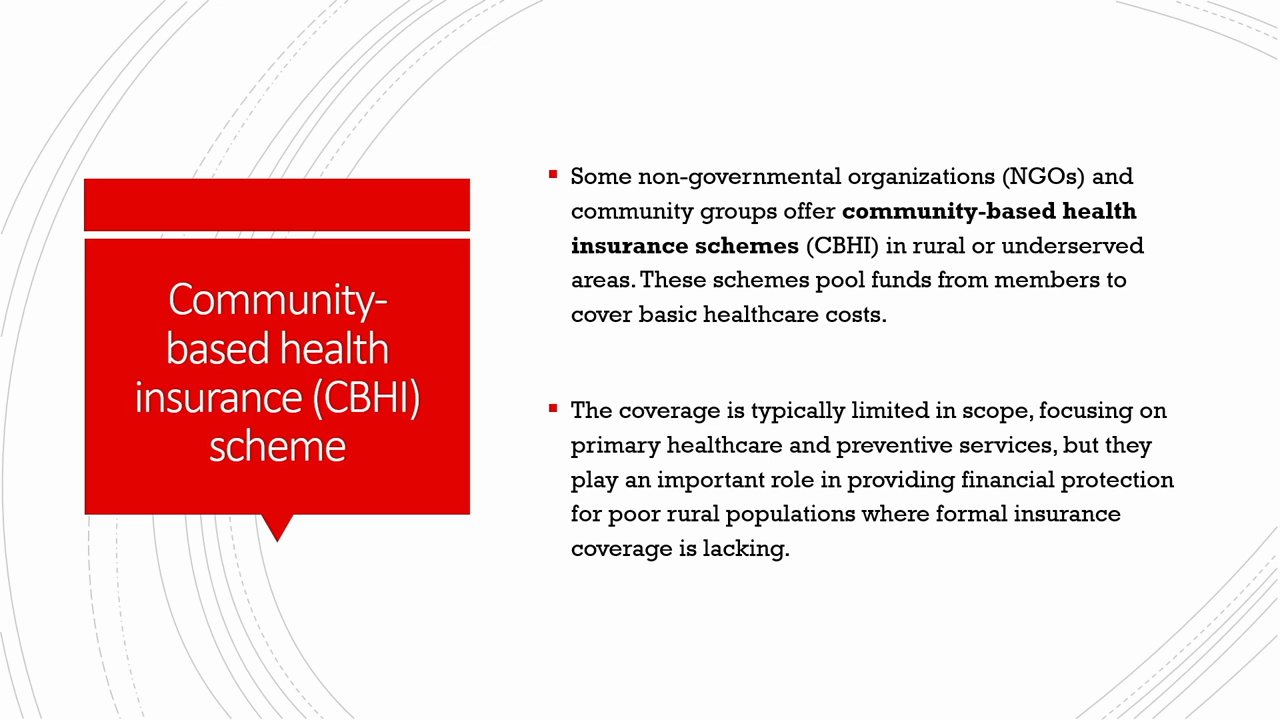 Community-
based health
insurance (CBHI)
scheme
Some non-governmental organizations (NGOs) and
community groups offer community-based health
insurance schemes (CBHI) in rural or underserved
areas. These schemes pool funds from members to
cover basic healthcare costs.
The coverage is typically limited in scope, focusing on
primary healthcare and preventive services, but they
play an important role in providing financial protection
for poor rural populations where formal insurance
coverage is lacking.